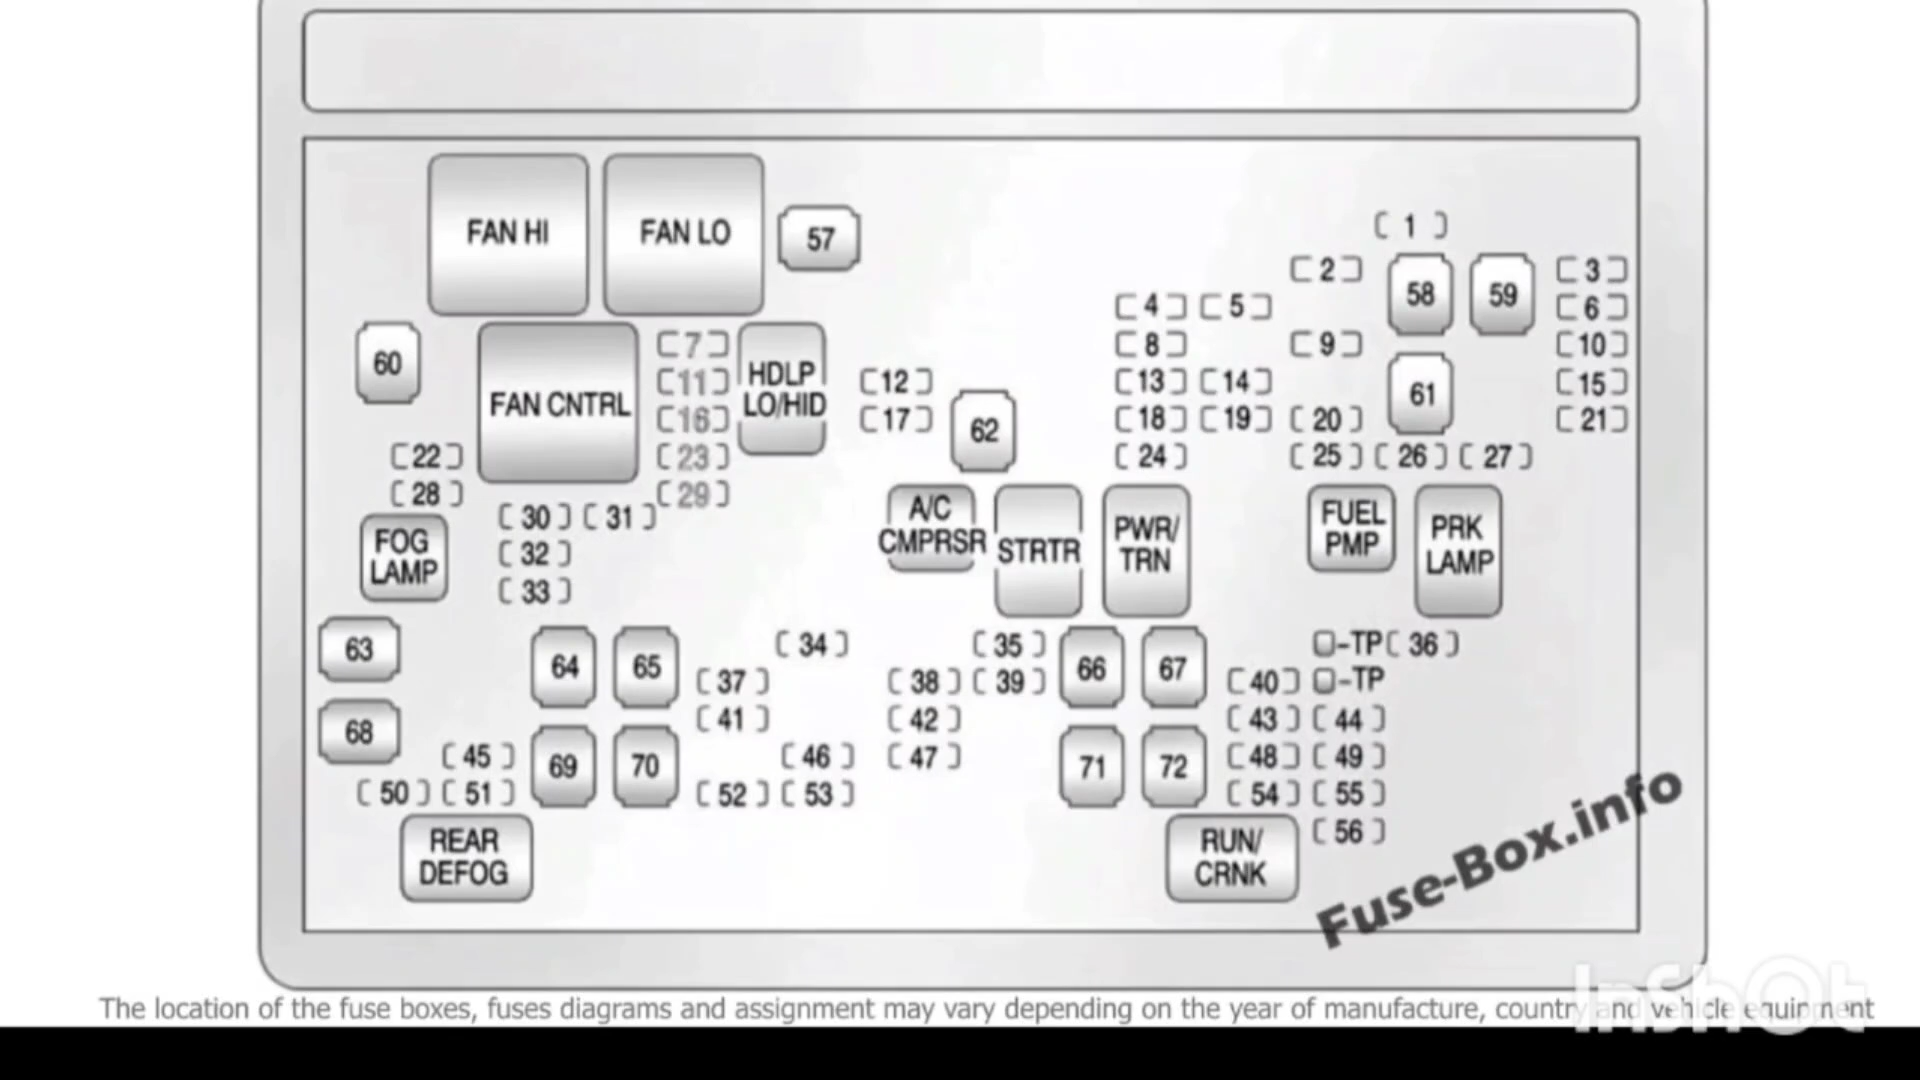 FAN HI
FAN LO
57
[ 1 ]
[ 2 ]
58
59
[ 3 ]
[ 4 ] [ 5 ]
[ 6 ]
60
FAN CNTRL
[ 7 ]
HDLP
LO/HID
[ 8 ]
[ 9 ]
[ 10 ]
[ 11 ]
[ 12 ]
[ 13 ] [ 14 ]
61
[ 15 ]
[ 16 ]
[ 17 ]
62
[ 18 ] [ 19 ] [ 20 ]
[ 21 ]
[ 22 ]
[ 23 ]
[ 24 ]
[ 25 ] [ 26 ] [ 27 ]
[ 28 ]
[ 29 ]
[ 30 ] [ 31 ]
FOG
LAMP
[ 32 ]
[ 33 ]
A/C
CMPRSR
STRTR
PWR/
TRN
FUEL
PMP
PRK
LAMP
63
64
65
[ 34 ]
[ 35 ]
66
67
-TP [ 36 ]
[ 37 ]
[ 38 ] [ 39 ]
[ 40 ] -TP
68
[ 41 ]
[ 42 ]
[ 43 ] [ 44 ]
[ 45 ]
69
70
[ 46 ] [ 47 ]
71
72
[ 48 ] [ 49 ]
[ 50 ] [ 51 ]
[ 52 ] [ 53 ]
[ 54 ] [ 55 ]
REAR
DEFOG
RUN/
CRNK
[ 56 ]
Fuse-Box.info
The location of the fuse boxes, fuses diagrams and assignment may vary depending on the year of manufacture, country and vehicle equipment
InShOt